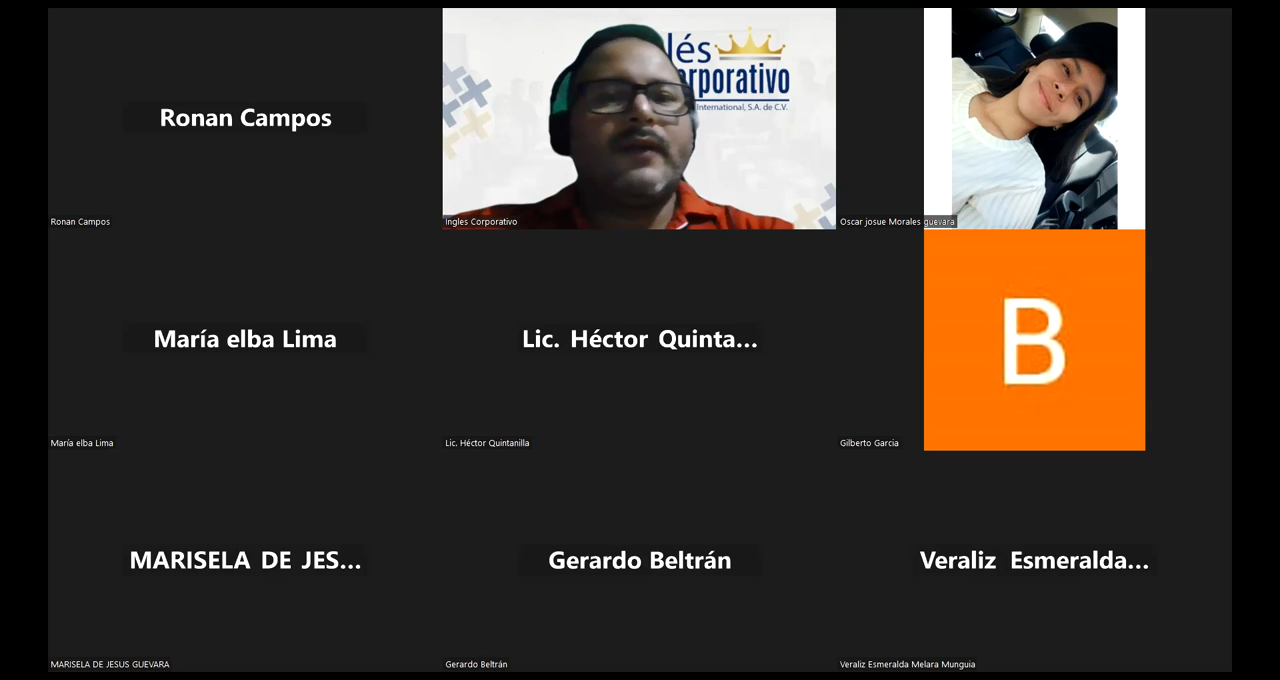 Ronan Campos
Ronan Campos
lés
orporativo
International, S.A. de C.V.
Ingles Corporativo
Oscar josue Morales guevara
María elba Lima
María elba Lima
Lic. Héctor Quinta...
Lic. Héctor Quintanilla
B
Gilberto Garcia
MARISELA DE JES...
MARISELA DE JESUS GUEVARA
Gerardo Beltrán
Gerardo Beltrán
Veraliz Esmeralda...
Veraliz Esmeralda Melara Munguia